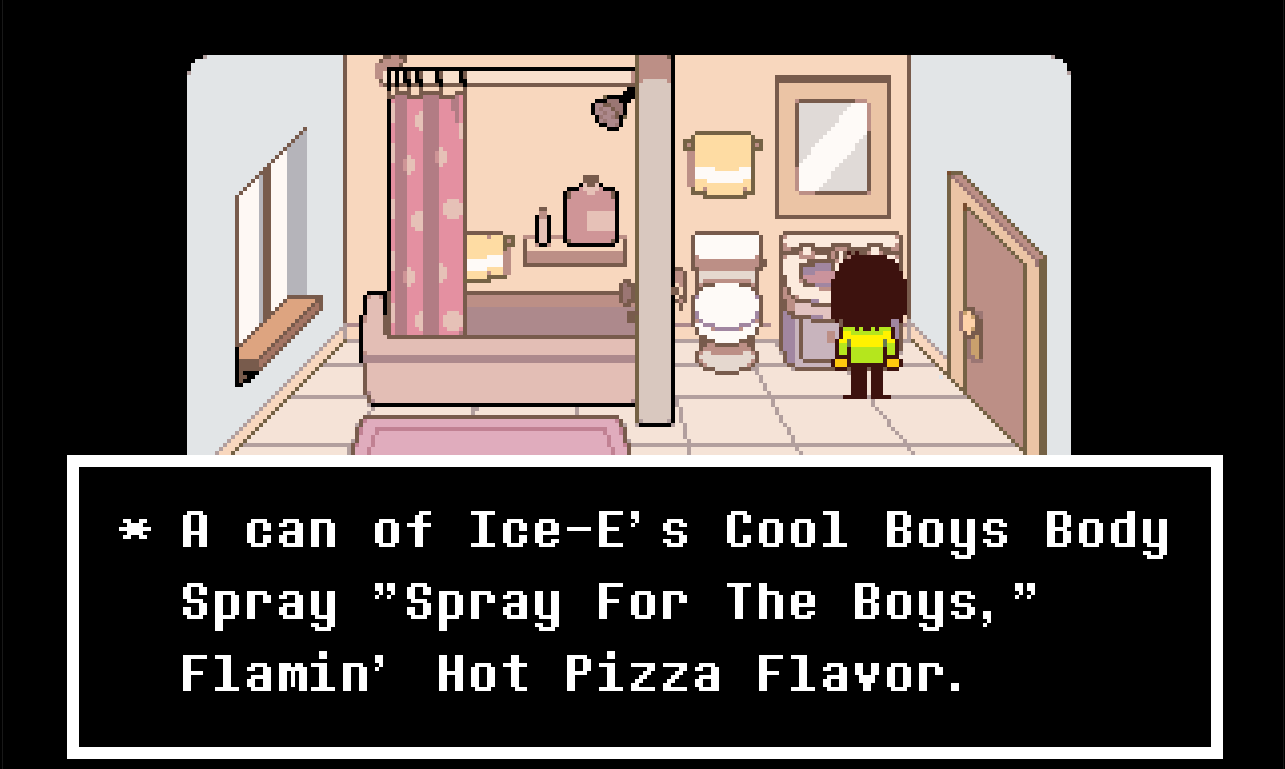 * A can of Ice-E's Cool Boys Body
Spray "Spray For The Boys,"
Flamin' Hot Pizza Flavor.